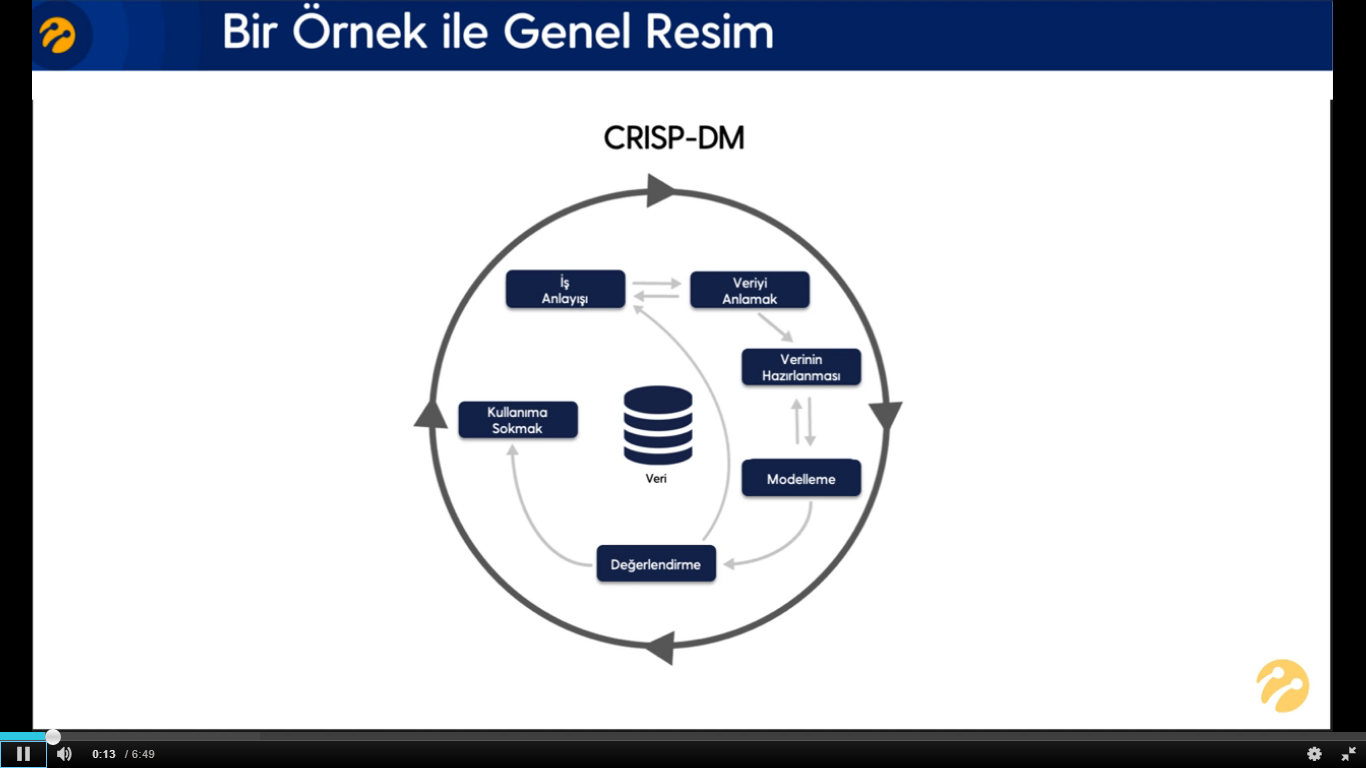 Bir Örnek ile Genel Resim
CRISP-DM
İş
Anlayışı
Veriyi
Anlamak
Verinin
Hazırlanması
Kullanıma
Sokmak
Veri
Modelleme
Değerlendirme
0:13 / 6:49